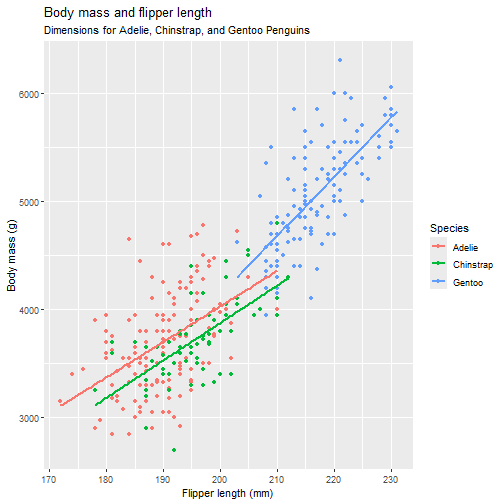 Body mass and flipper length
Dimensions for Adelie, Chinstrap, and Gentoo Penguins
6000
5000
4000
3000
Body mass (g)
170 180 190 200 210 220 230
Flipper length (mm)
Species
Adelie
Chinstrap
Gentoo